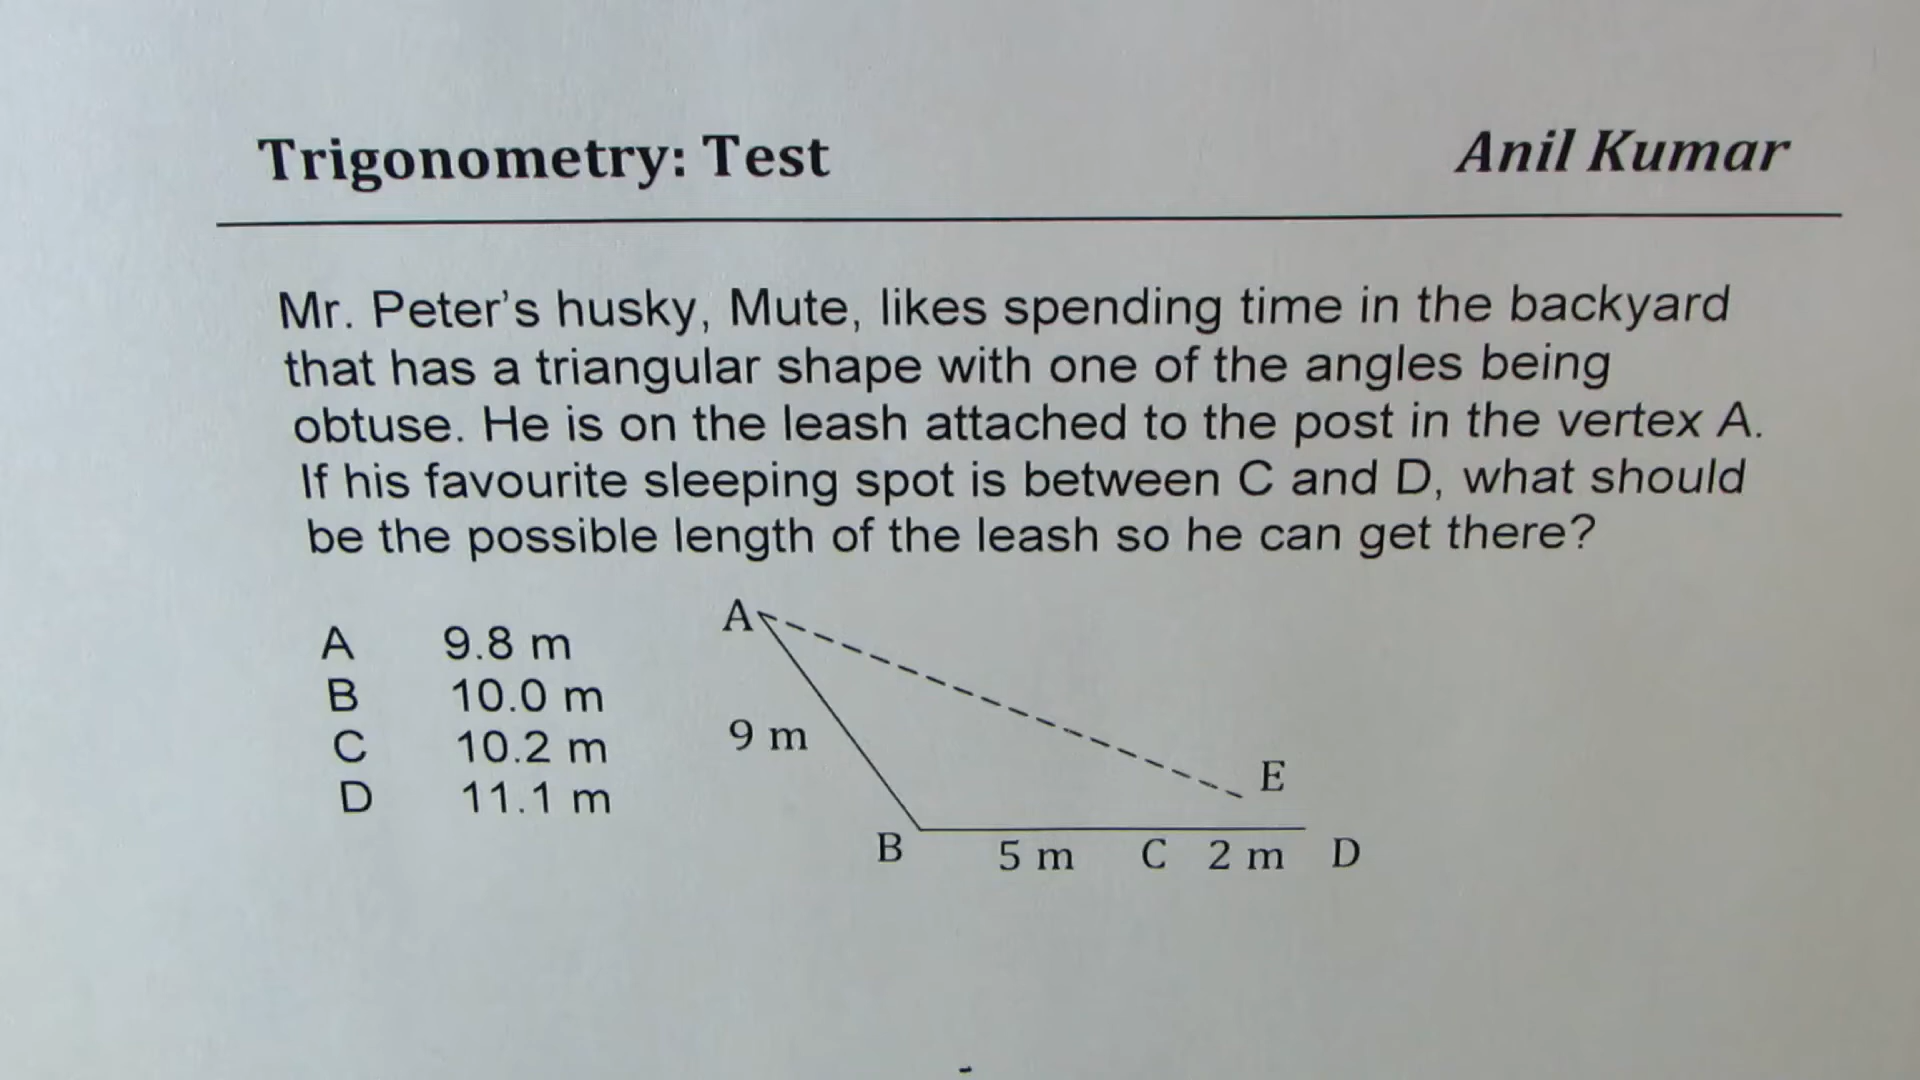 Trigonometry: Test
Anil Kumar
Mr. Peter's husky, Mute, likes spending time in the backyard
that has a triangular shape with one of the angles being
obtuse. He is on the leash attached to the post in the vertex A.
If his favourite sleeping spot is between C and D, what should
be the possible length of the leash so he can get there?
A 9.8 m
B 10.0 m
C 10.2 m
D 11.1 m
A
9 m
E
B 5 m C 2 m D